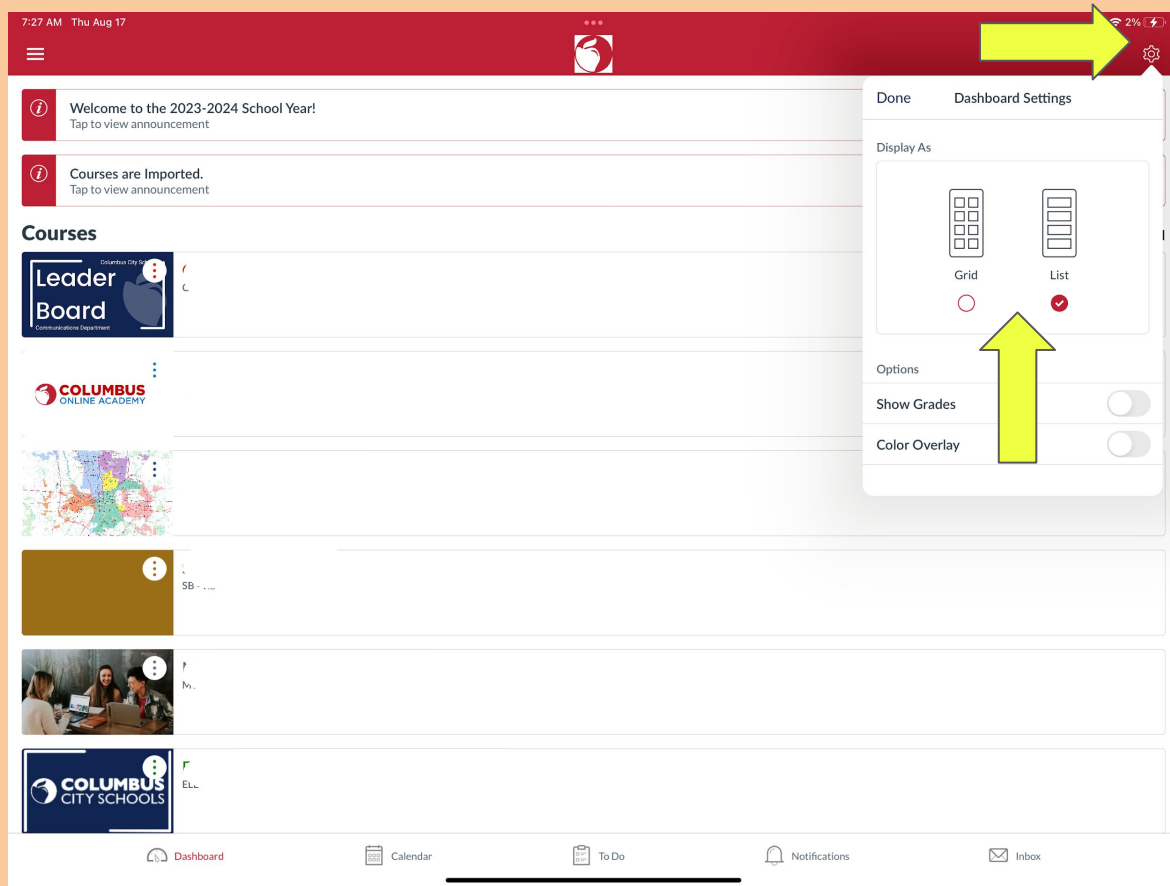 7:27 AM Thu Aug 17
2%
Done
Dashboard Settings
Welcome to the 2023-2024 School Year!
Tap to view announcement
Display As
Courses are Imported.
Tap to view announcement
Grid
List
Courses
Leader
Board
Communications Department
COLUMBUS
ONLINE ACADEMY
Options
Show Grades
Color Overlay
SB -
COLUMBUS
CITY SCHOOLS
Dashboard
Calendar
To Do
Notifications
Inbox